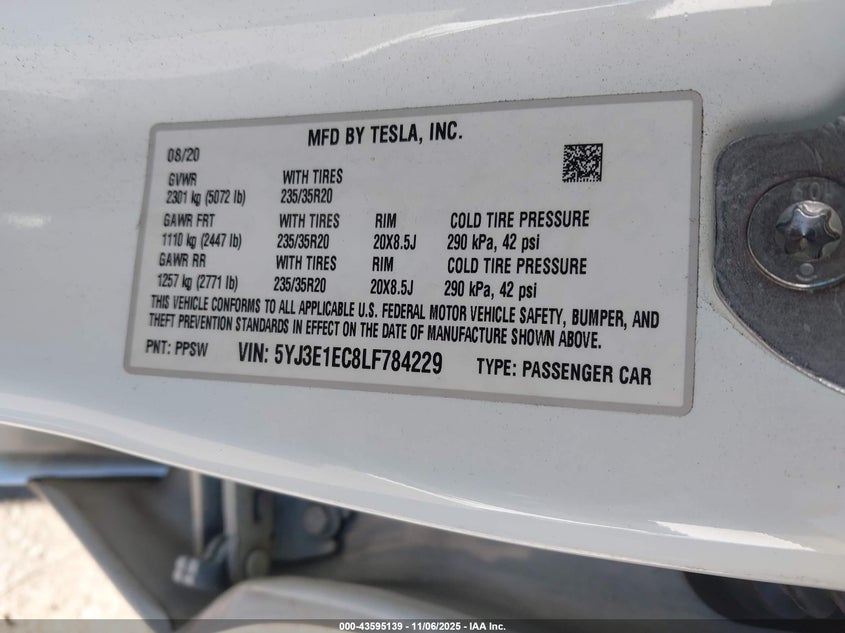 MFD BY TESLA, INC.
08/20
GVWR WITH TIRES
2301 kg (5072 lb) 235/35R20
GAWR FRT WITH TIRES RIM COLD TIRE PRESSURE
1110 kg (2447 lb) 235/35R20 20X8.5J 290 kPa, 42 psi
GAWR RR WITH TIRES RIM COLD TIRE PRESSURE
1257 kg (2771 lb) 235/35R20 20X8.5J 290 kPa, 42 psi
THIS VEHICLE CONFORMS TO ALL APPLICABLE U.S. FEDERAL MOTOR VEHICLE SAFETY, BUMPER, AND
THEFT PREVENTION STANDARDS IN EFFECT ON THE DATE OF MANUFACTURE SHOWN ABOVE.
PNT: PPSW VIN: 5YJ3E1EC8LF784229 TYPE: PASSENGER CAR
000-43595139 - 11/06/2025 - IAA Inc.